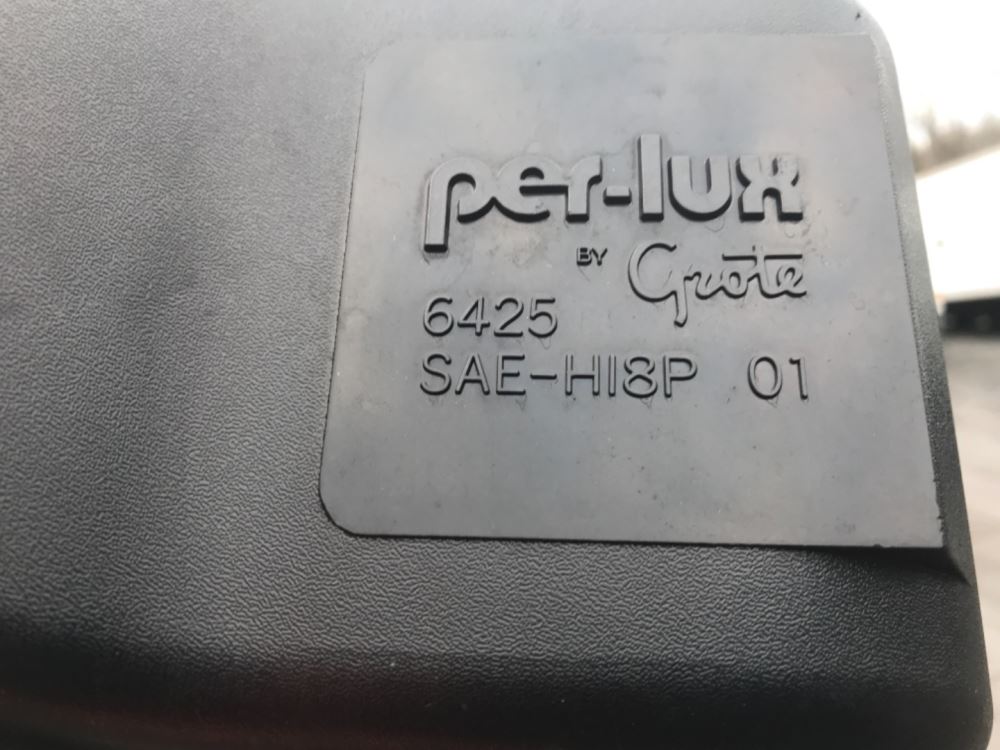 per-lux
BY Grote
6425
SAE-HI8P 01